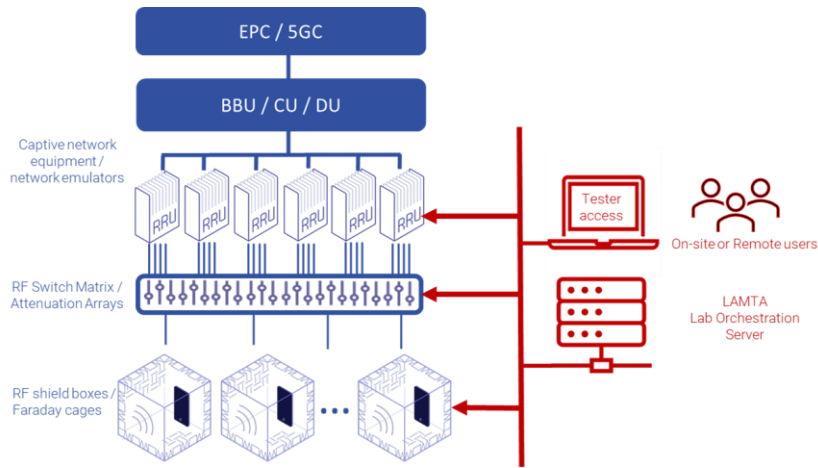 EPC / 5GC
BBU / CU / DU
Captive network
equipment /
network emulators
RRU
RRU
RRU
RRU
RRU
RRU
RF Switch Matrix /
Attenuation Arrays
RF shield boxes /
Faraday cages
Tester
access
On-site or Remote users
LAMTA
Lab Orchestration
Server